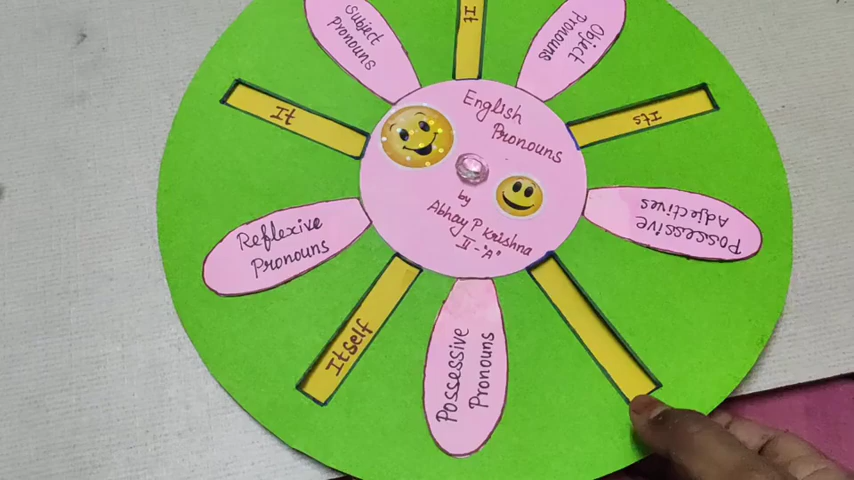 Subject
pronouns
It
Object
Pronouns
It
Its
English
Pronouns
by
Abhay P Krishna
II-"A"
Poscessive
Adjectives
Reflexive
Pronouns
Itself
Possessive
Pronouns